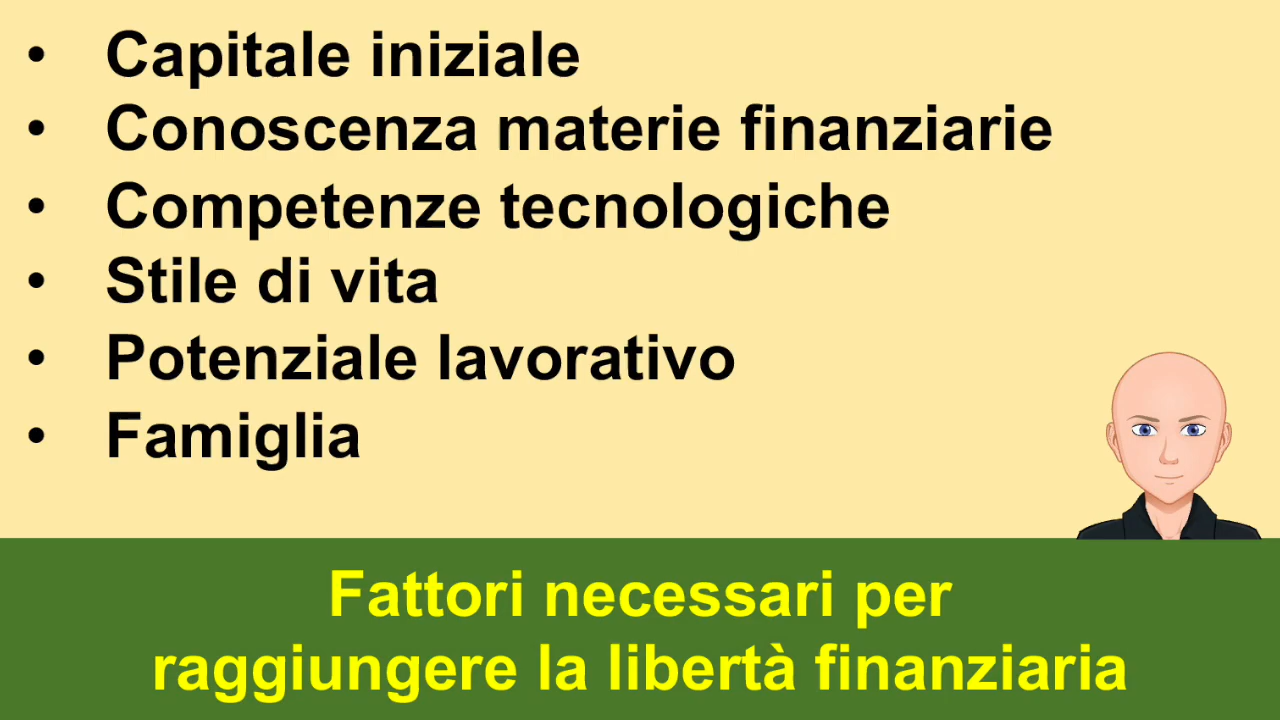 • Capitale iniziale
• Conoscenza materie finanziarie
• Competenze tecnologiche
• Stile di vita
• Potenziale lavorativo
• Famiglia
Fattori necessari per
raggiungere la libertà finanziaria